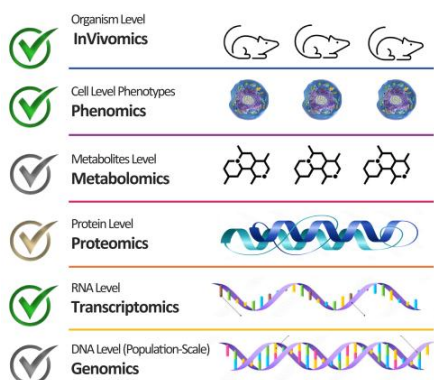 Organism Level
InVivomics
Cell Level Phenotypes
Phenomics
Metabolites Level
Metabolomics
Protein Level
Proteomics
RNA Level
Transcriptomics
DNA Level (Population-Scale)
Genomics